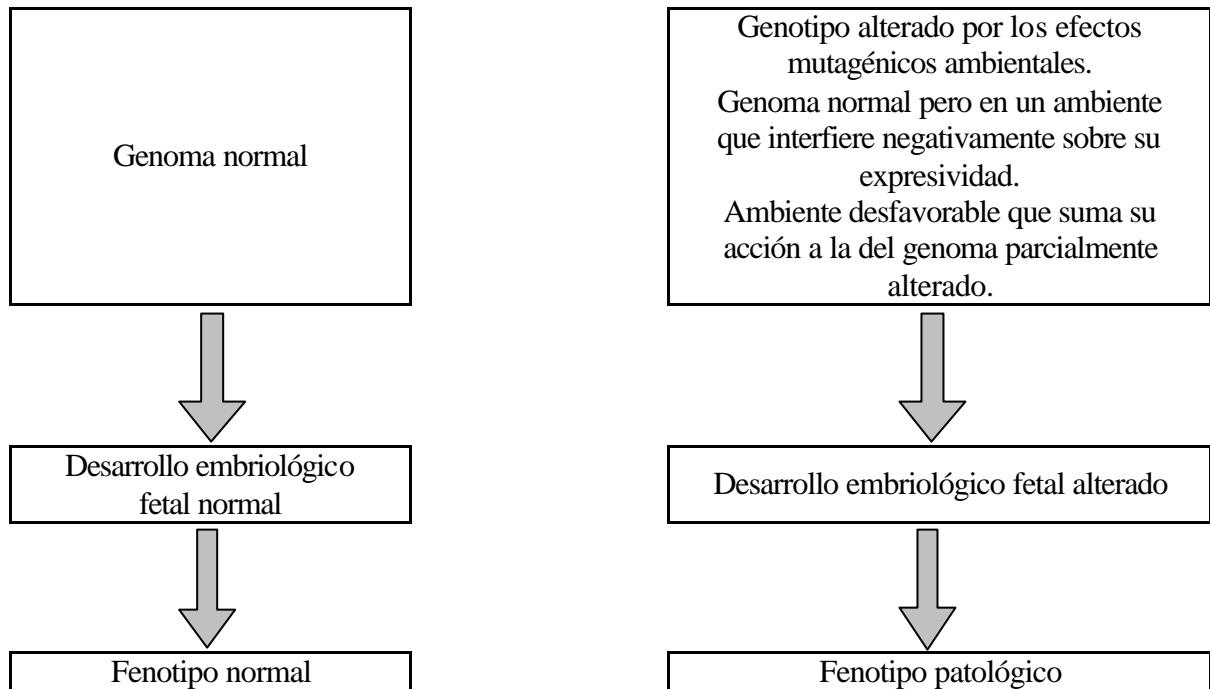 Genoma normal
Genotipo alterado por los efectos
mutagénicos ambientales.
Genoma normal pero en un ambiente
que interfiere negativamente sobre su
expresividad.
Ambiente desfavorable que suma su
acción a la del genoma parcialmente
alterado.
Desarrollo embriológico
fetal normal
Desarrollo embriológico fetal alterado
Fenotipo normal
Fenotipo patológico